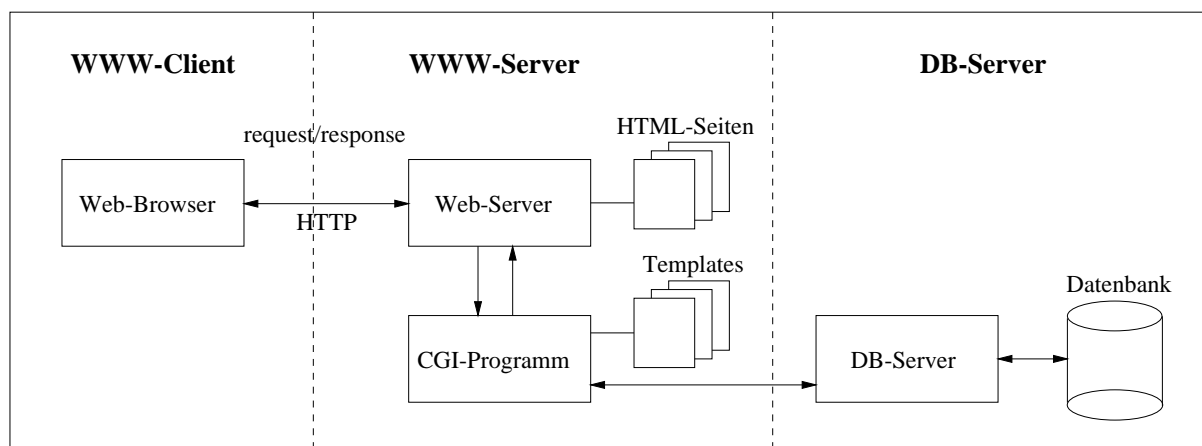 WWW-Client
WWW-Server
DB-Server
request/response
HTML-Seiten
Web-Browser
HTTP
Web-Server
Templates
Datenbank
CGI-Programm
DB-Server